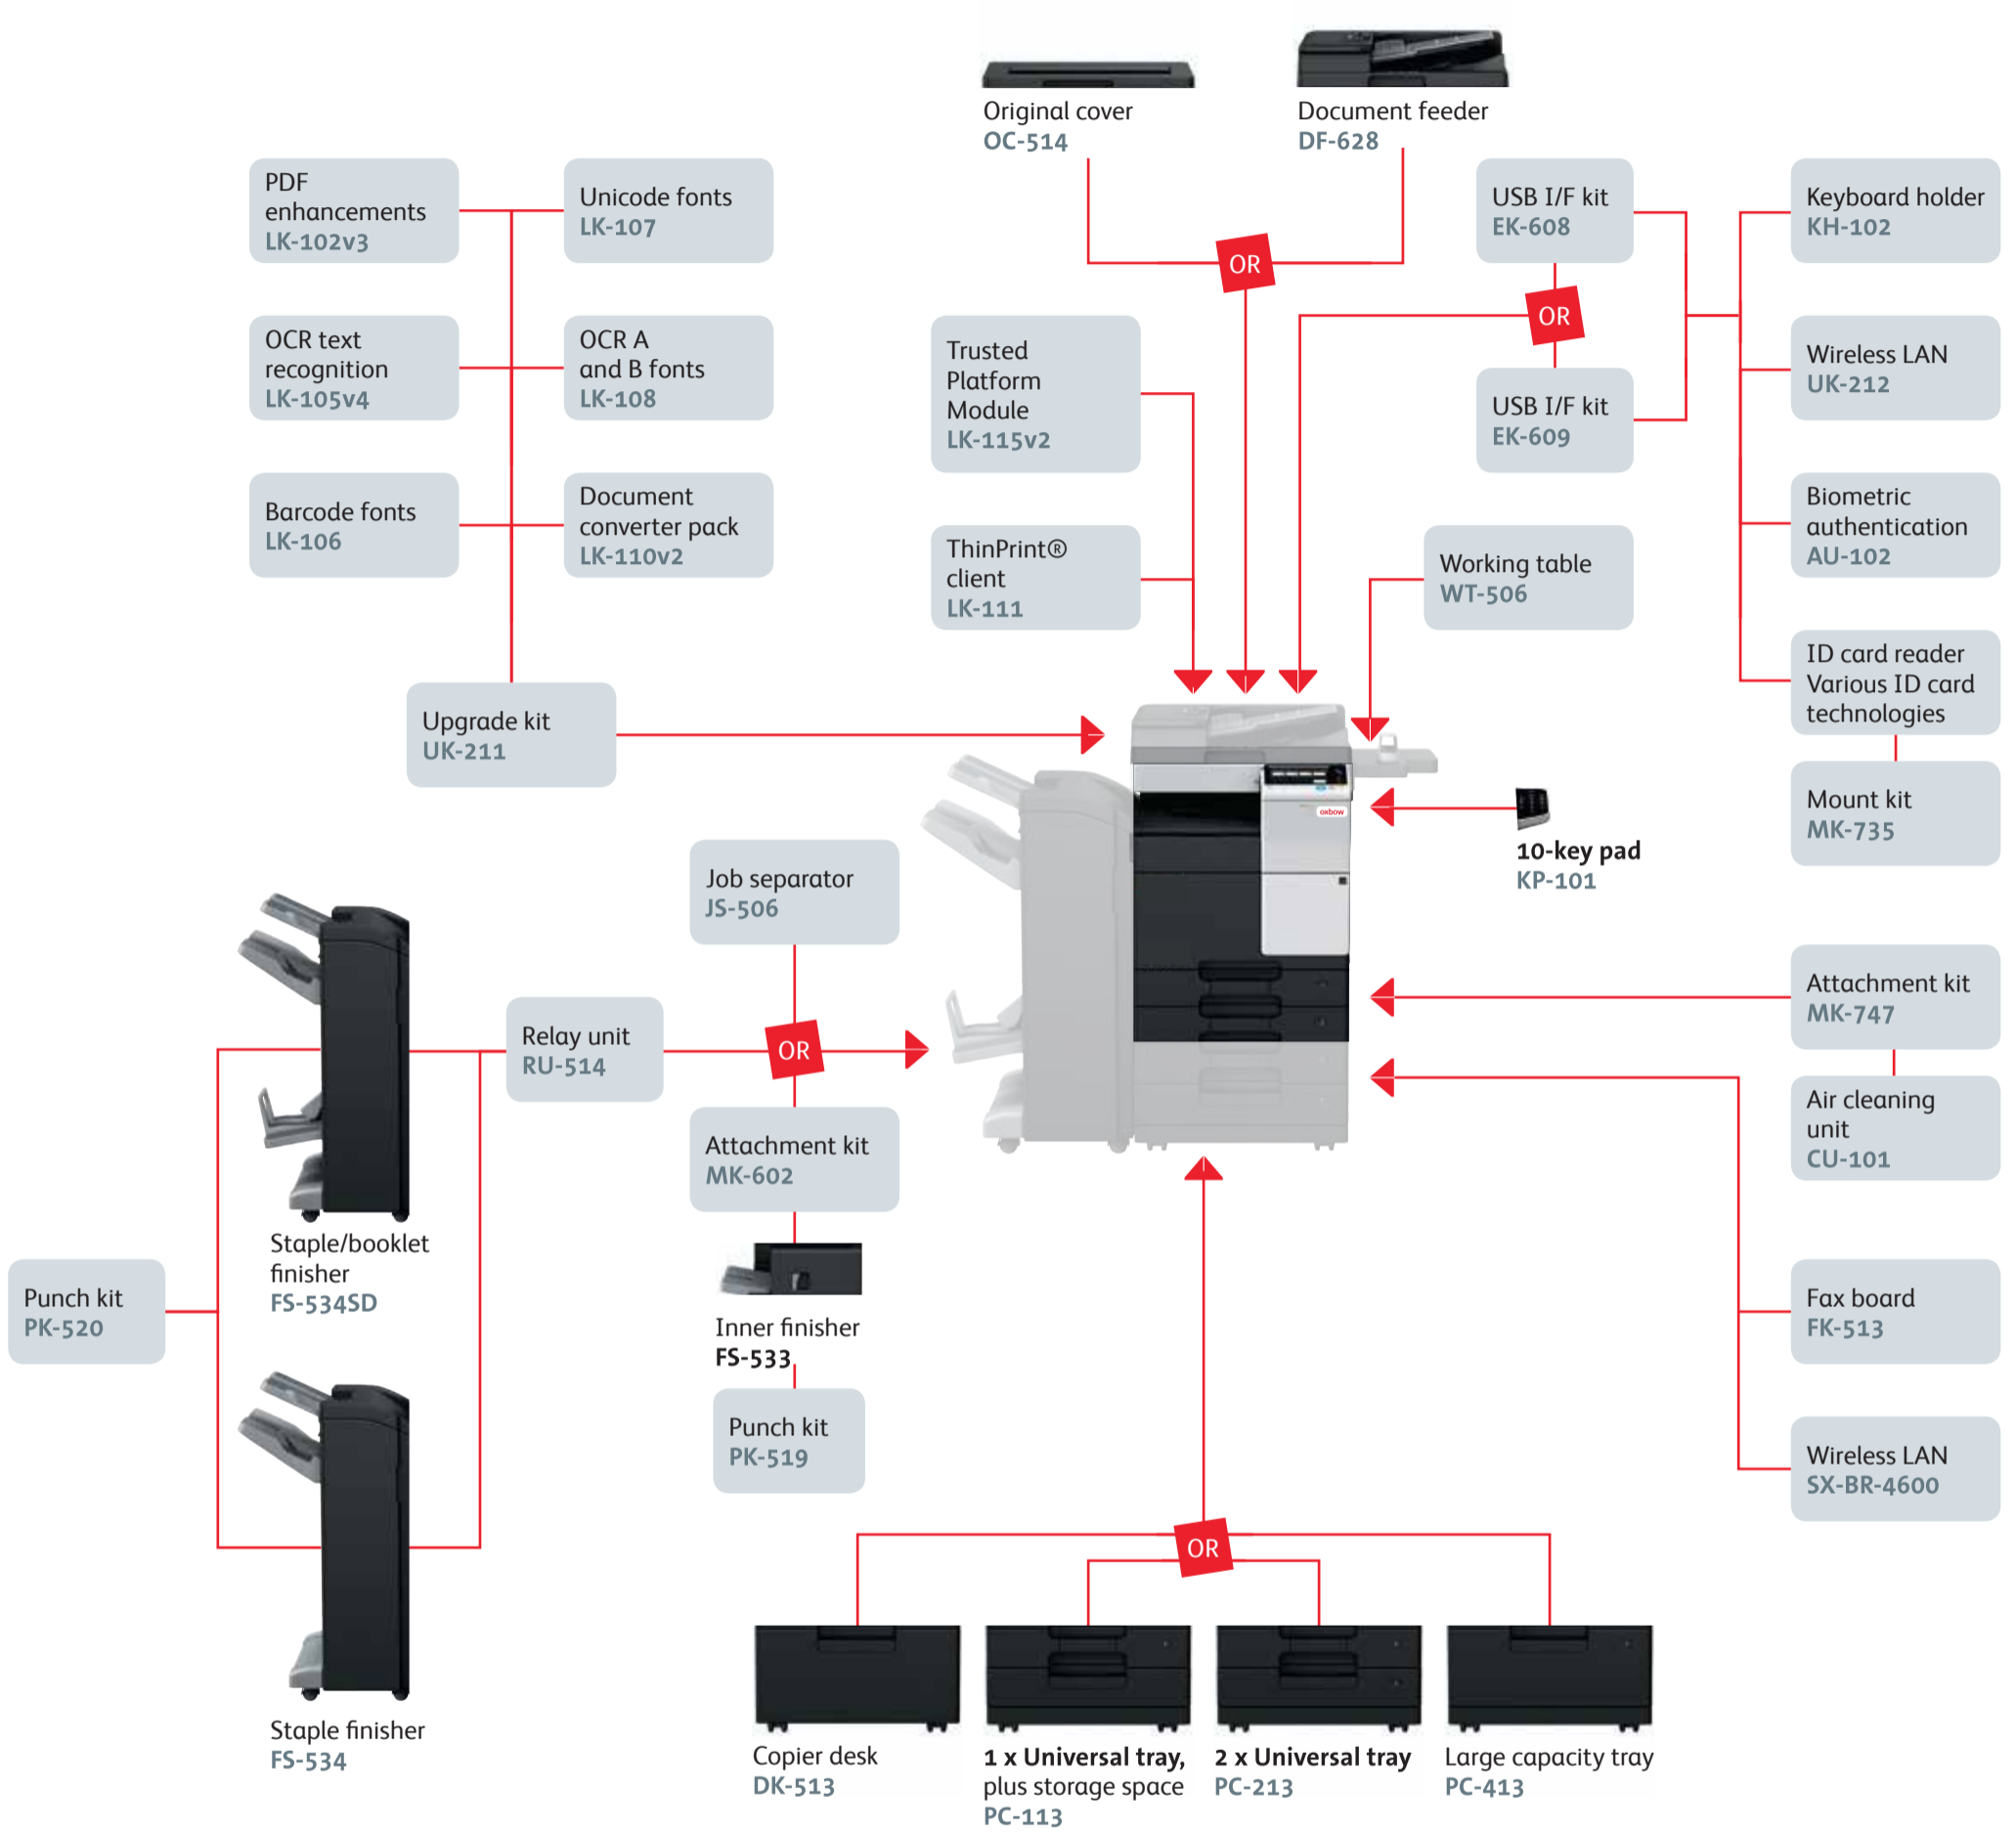 Original cover
OC-514
Document feeder
DF-628
PDF
enhancements
LK-102v3
Unicode fonts
LK-107
USB I/F kit
EK-608
Keyboard holder
KH-102
OR
OR
OCR text
recognition
LK-105v4
OCR A
and B fonts
LK-108
Trusted
Platform
Module
LK-115v2
Wireless LAN
UK-212
USB I/F kit
EK-609
Barcode fonts
LK-106
Document
converter pack
LK-110v2
ThinPrint®
client
LK-111
Working table
WT-506
Biometric
authentication
AU-102
ID card reader
Various ID card
technologies
Upgrade kit
UK-211
Mount kit
MK-735
oxbow
10-key pad
KP-101
Job separator
JS-506
Attachment kit
MK-747
Relay unit
RU-514
OR
Attachment kit
MK-602
Air cleaning
unit
CU-101
Staple/booklet
finisher
FS-534SD
Punch kit
PK-520
Inner finisher
FS-533
Fax board
FK-513
Punch kit
PK-519
Wireless LAN
SX-BR-4600
OR
Staple finisher
FS-534
Copier desk
DK-513
1 x Universal tray,
plus storage space
PC-113
2 x Universal tray
PC-213
Large capacity tray
PC-413